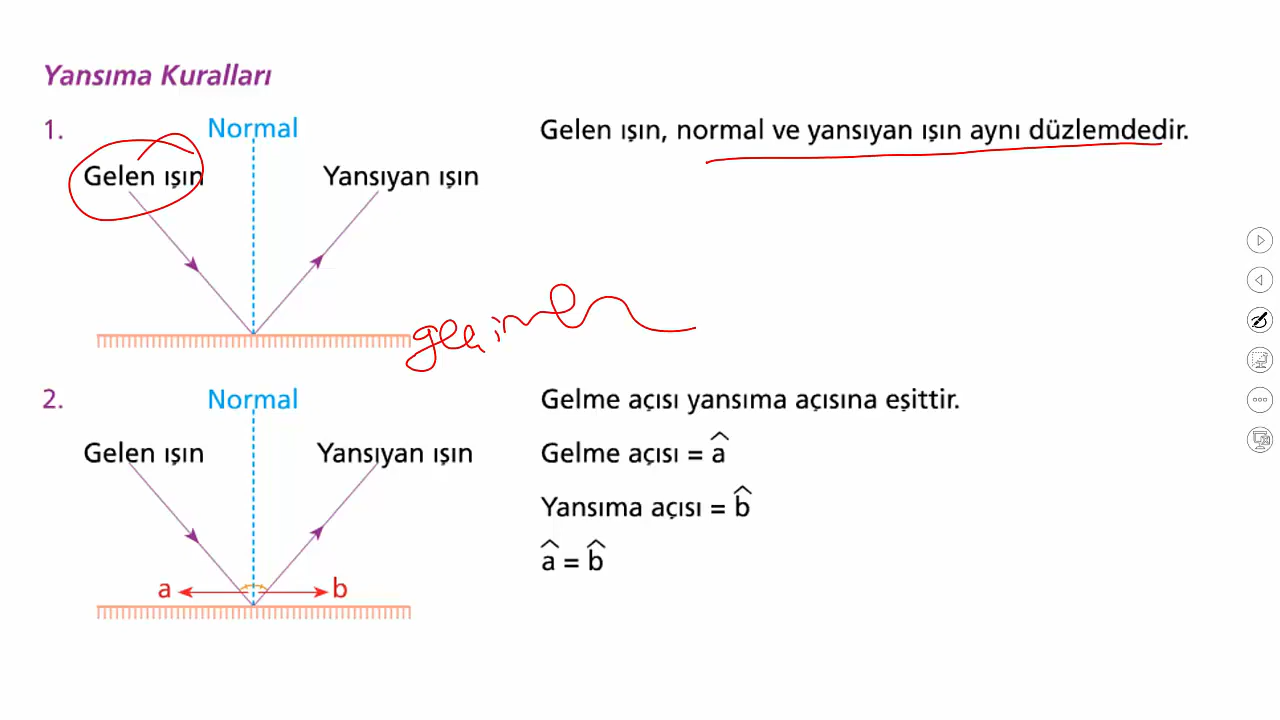 Yansıma Kuralları
1.
Normal
Gelen ışın, normal ve yansıyan ışın aynı düzlemdedir.
Gelen ışın
Yansıyan ışın
2.
Normal
Gelme açısı yansıma açısına eşittir.
Gelen ışın
Yansıyan ışın
Gelme açısı = â
Yansıma açısı = b̂
â = b̂
a
b